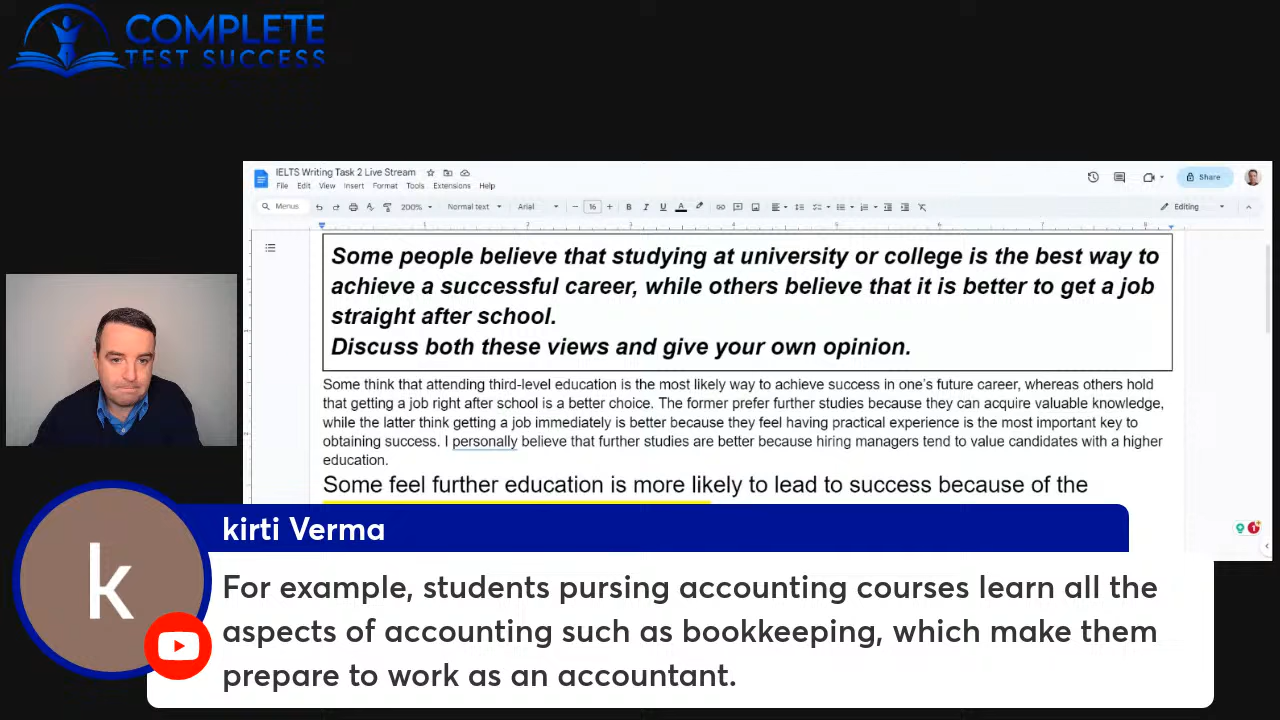 COMPLETE
TEST SUCCESS
IELTS Writing Task 2 Live Stream
File Edit View Insert Format Tools Extensions Help
Share
Menus
200%
Normal text
Arial
16
B I U A
Editing
1 2 3 4 5 6 7 8
Some people believe that studying at university or college is the best way to
achieve a successful career, while others believe that it is better to get a job
straight after school.
Discuss both these views and give your own opinion.
Some think that attending third-level education is the most likely way to achieve success in one's future career, whereas others hold
that getting a job right after school is a better choice. The former prefer further studies because they can acquire valuable knowledge,
while the latter think getting a job immediately is better because they feel having practical experience is the most important key to
obtaining success. I personally believe that further studies are better because hiring managers tend to value candidates with a higher
education.
Some feel further education is more likely to lead to success because of the
kirti Verma
k
For example, students pursing accounting courses learn all the
aspects of accounting such as bookkeeping, which make them
prepare to work as an accountant.